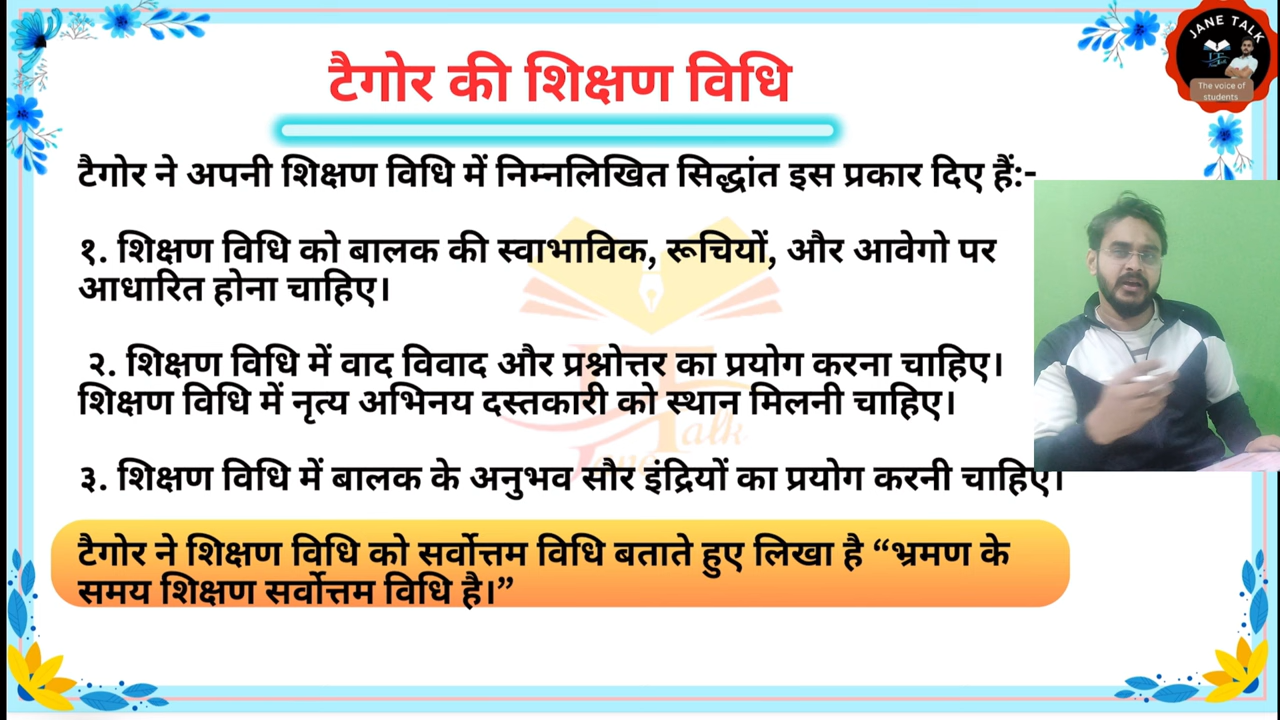 JANE TALK
The voice of
students
टैगोर की शिक्षण विधि
टैगोर ने अपनी शिक्षण विधि में निम्नलिखित सिद्धांत इस प्रकार दिए हैं:-
१. शिक्षण विधि को बालक की स्वाभाविक, रूचियों, और आवेगो पर
आधारित होना चाहिए।
२. शिक्षण विधि में वाद विवाद और प्रश्नोत्तर का प्रयोग करना चाहिए।
शिक्षण विधि में नृत्य अभिनय दस्तकारी को स्थान मिलनी चाहिए।
३. शिक्षण विधि में बालक के अनुभव सौर इंद्रियों का प्रयोग करनी चाहिए।
टैगोर ने शिक्षण विधि को सर्वोत्तम विधि बताते हुए लिखा है “भ्रमण के
समय शिक्षण सर्वोत्तम विधि है।”